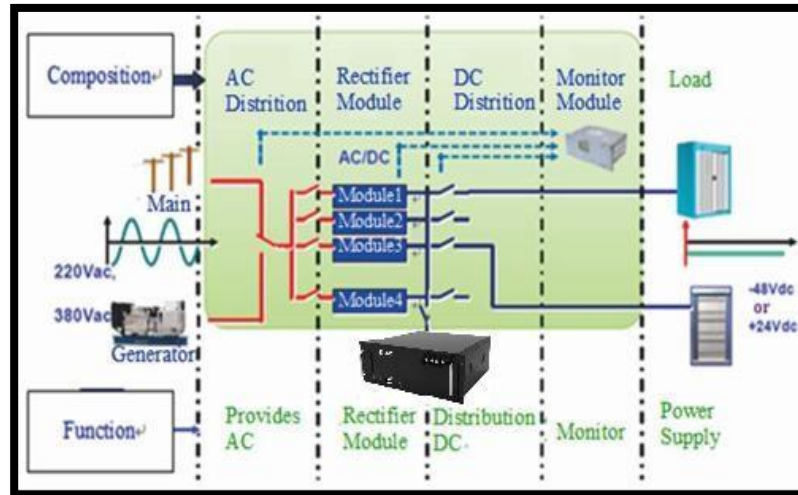 Composition↵
AC
Distrition
Rectifier
Module
DC
Distrition
Monitor
Module
Load
AC/DC
Main
Module1
Module2
Module3
Module4
220Vac,
380Vac
Generator
-48Vdc
or
+24Vdc
Function↵
Provides
AC
Rectifier
Module
Distribution
DC
Monitor
Power
Supply